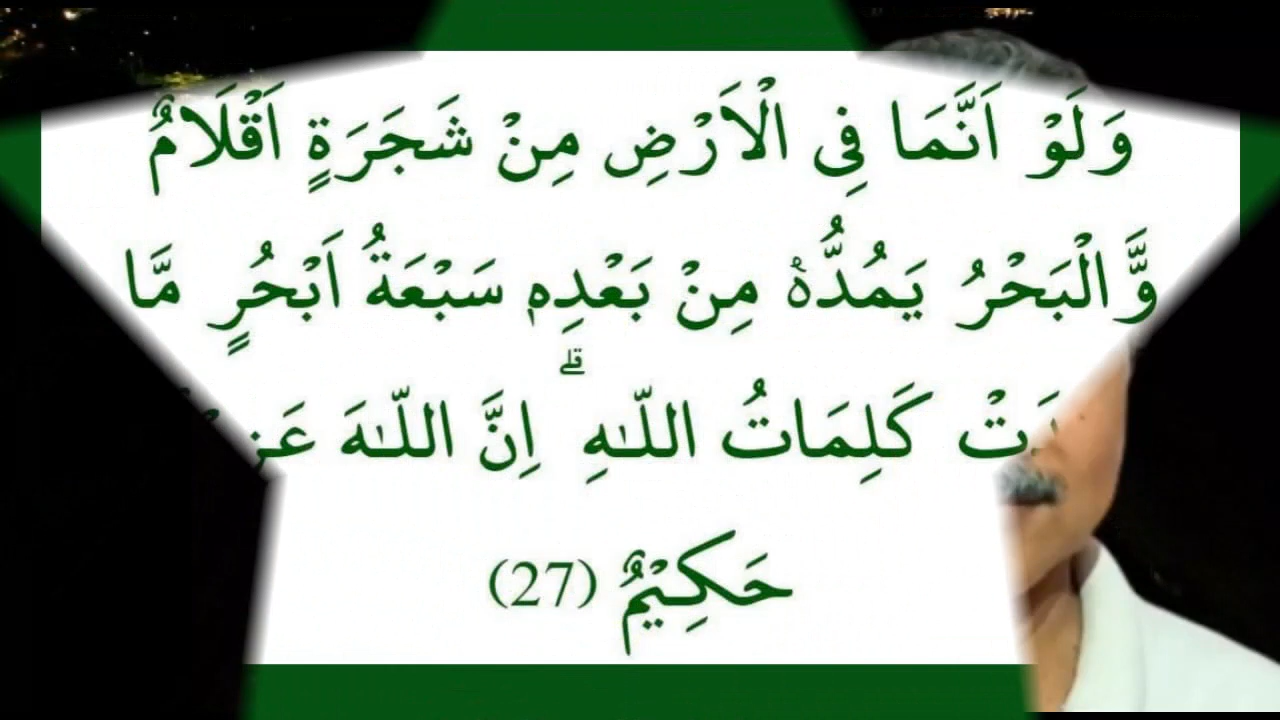 وَلَوْ اَنَّمَا فِى الْاَرْضِ مِنْ شَجَرَةٍ اَقْلَامٌ
وَّالْبَحْرُ يَمُدُّهٗ مِنْ بَعْدِهٖ سَبْعَةُ اَبْحُرٍ مَّا
كَلِمَاتُ اللّٰهِ ۗ اِنَّ اللّٰهَ
حَكِيْمٌ (27)